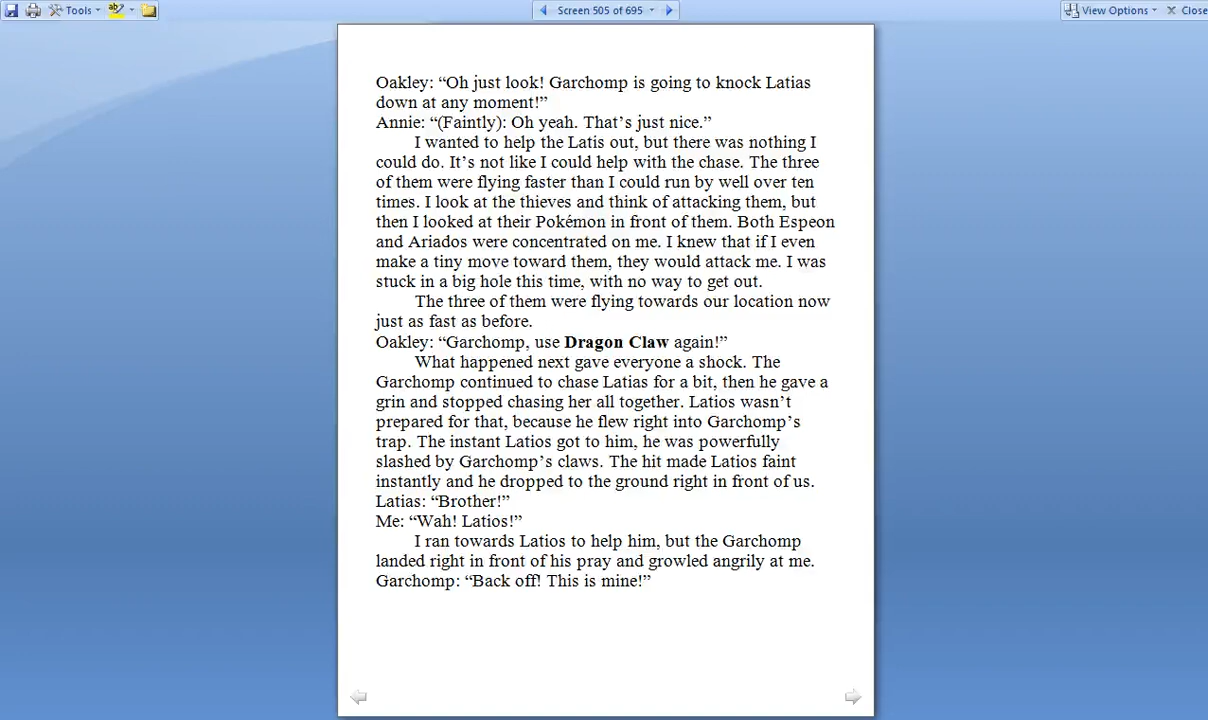 Tools
Screen 505 of 695
View Options
Close
Oakley: “Oh just look! Garchomp is going to knock Latias
down at any moment!”
Annie: “(Faintly): Oh yeah. That’s just nice.”
I wanted to help the Latis out, but there was nothing I
could do. It’s not like I could help with the chase. The three
of them were flying faster than I could run by well over ten
times. I look at the thieves and think of attacking them, but
then I looked at their Pokémon in front of them. Both Espeon
and Ariados were concentrated on me. I knew that if I even
make a tiny move toward them, they would attack me. I was
stuck in a big hole this time, with no way to get out.
The three of them were flying towards our location now
just as fast as before.
Oakley: “Garchomp, use Dragon Claw again!”
What happened next gave everyone a shock. The
Garchomp continued to chase Latias for a bit, then he gave a
grin and stopped chasing her all together. Latios wasn’t
prepared for that, because he flew right into Garchomp’s
trap. The instant Latios got to him, he was powerfully
slashed by Garchomp’s claws. The hit made Latios faint
instantly and he dropped to the ground right in front of us.
Latias: “Brother!”
Me: “Wah! Latios!”
I ran towards Latios to help him, but the Garchomp
landed right in front of his pray and growled angrily at me.
Garchomp: “Back off! This is mine!”